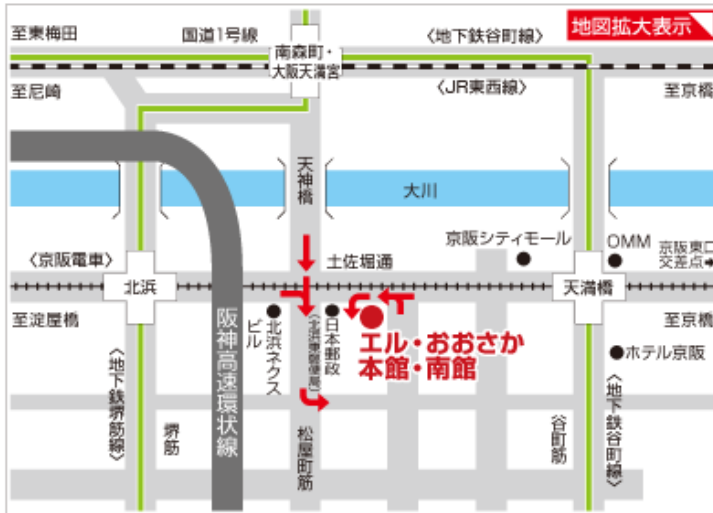 地図拡大表示
至東梅田
国道1号線
〈地下鉄谷町線〉
南森町・
大阪天満宮
至尼崎
〈JR東西線〉
至京橋
天神橋
大川
京阪シティモール
OMM
京阪東口
交差点➔
〈京阪電車〉
土佐堀通
北浜
天満橋
至淀屋橋
至京橋
阪神高速環状線
北浜ネクス
ビル
日本郵政
〈北浜東郵便局〉
エル・おおさか
本館・南館
ホテル京阪
〈地下鉄堺筋線〉
堺筋
松屋町筋
谷町筋
〈地下鉄谷町線〉